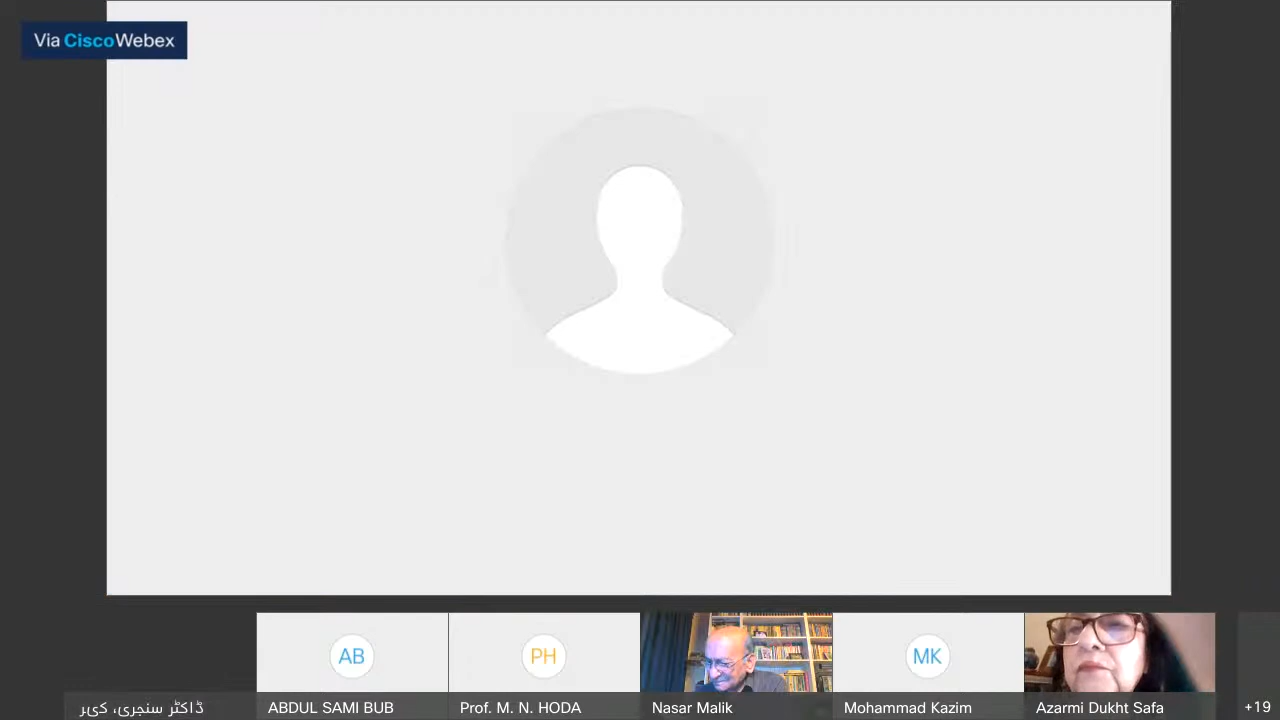 Via CiscoWebex
AB
PH
MK
ڈاکٹر سنجری، کیر
ABDUL SAMI BUB
Prof. M. N. HODA
Nasar Malik
Mohammad Kazim
Azarmi Dukht Safa
+19